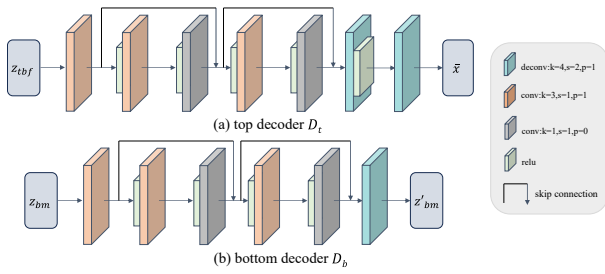 z_tbf
x̄
(a) top decoder D_t
z_bm
z'_bm
(b) bottom decoder D_b
deconv:k=4,s=2,p=1
conv:k=3,s=1,p=1
conv:k=1,s=1,p=0
relu
skip connection